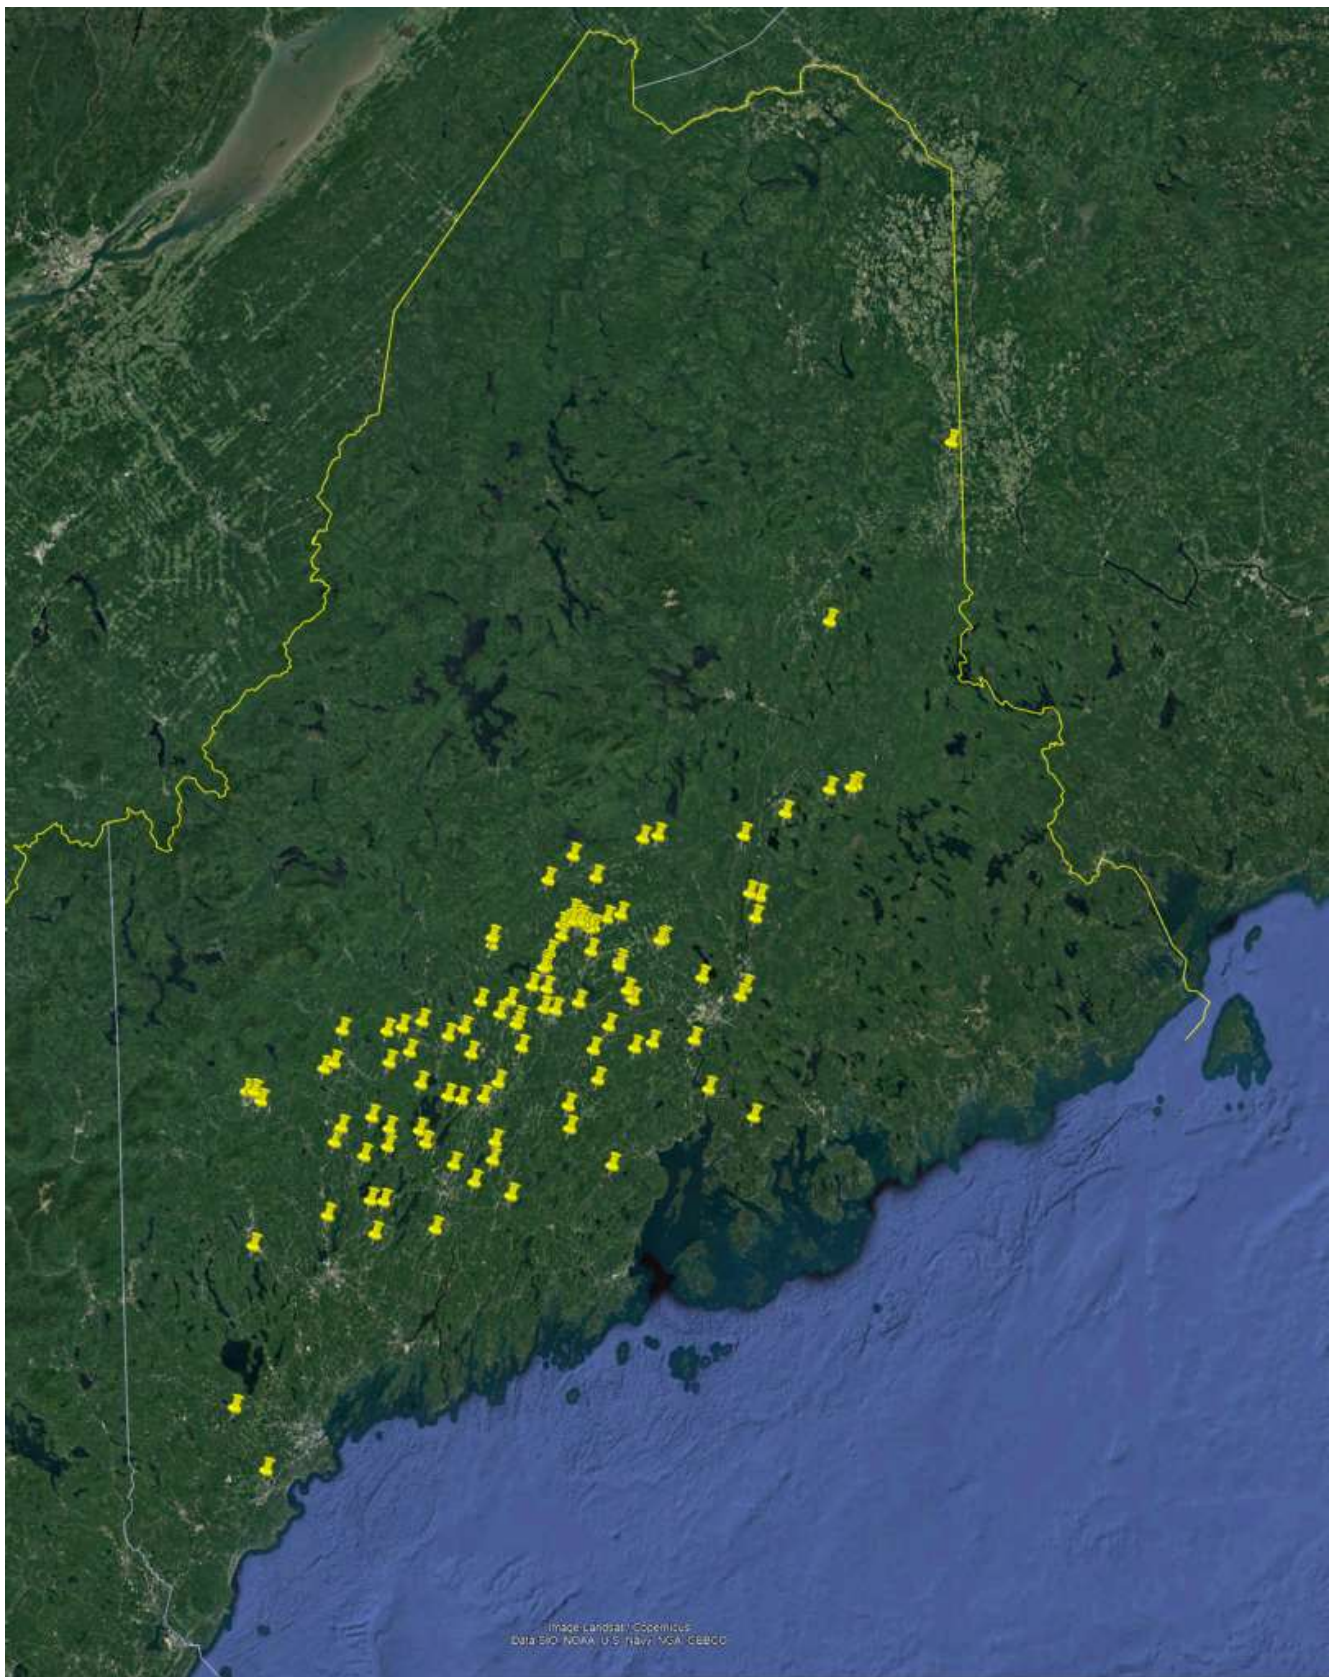 Image Landsat / Copernicus
Data SIO, NOAA, U.S. Navy, NGA, GEBCO